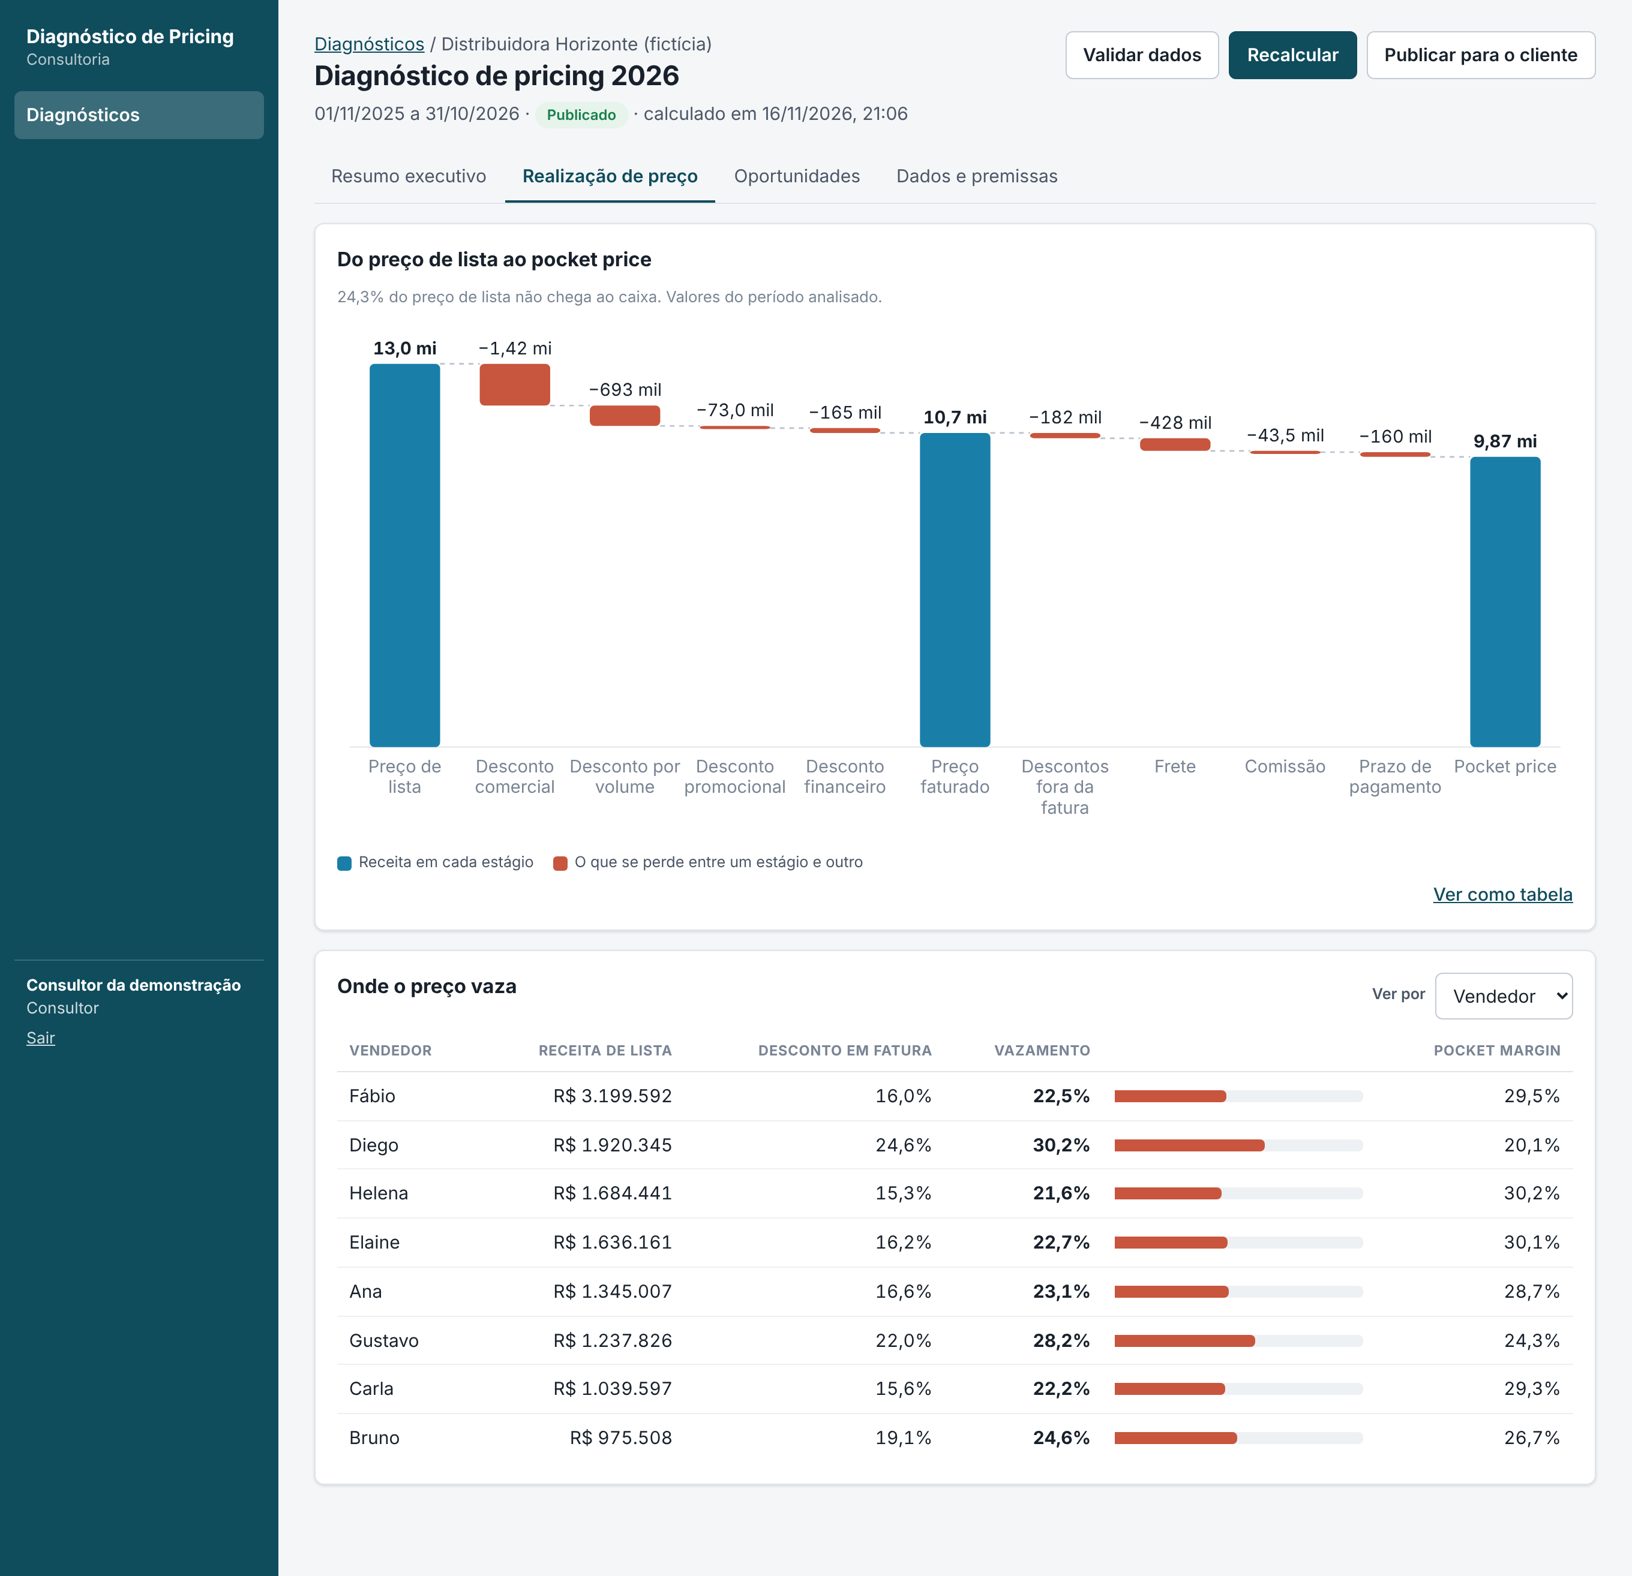 Diagnóstico de Pricing
Consultoria
Diagnósticos
Consultor da demonstração
Consultor
Sair
Diagnósticos / Distribuidora Horizonte (fictícia)
Diagnóstico de pricing 2026
01/11/2025 a 31/10/2026 · Publicado · calculado em 16/11/2026, 21:06
Validar dados
Recalcular
Publicar para o cliente
Resumo executivo
Realização de preço
Oportunidades
Dados e premissas
Do preço de lista ao pocket price
24,3% do preço de lista não chega ao caixa. Valores do período analisado.
13,0 mi
−1,42 mi
−693 mil
−73,0 mil
−165 mil
10,7 mi
−182 mil
−428 mil
−43,5 mil
−160 mil
9,87 mi
Preço de
lista
Desconto
comercial
Desconto por
volume
Desconto
promocional
Desconto
financeiro
Preço
faturado
Descontos
fora da
fatura
Frete
Comissão
Prazo de
pagamento
Pocket price
Receita em cada estágio
O que se perde entre um estágio e outro
Ver como tabela
Onde o preço vaza
Ver por
Vendedor
VENDEDOR RECEITA DE LISTA DESCONTO EM FATURA VAZAMENTO POCKET MARGIN
Fábio R$ 3.199.592 16,0% 22,5% 29,5%
Diego R$ 1.920.345 24,6% 30,2% 20,1%
Helena R$ 1.684.441 15,3% 21,6% 30,2%
Elaine R$ 1.636.161 16,2% 22,7% 30,1%
Ana R$ 1.345.007 16,6% 23,1% 28,7%
Gustavo R$ 1.237.826 22,0% 28,2% 24,3%
Carla R$ 1.039.597 15,6% 22,2% 29,3%
Bruno R$ 975.508 19,1% 24,6% 26,7%